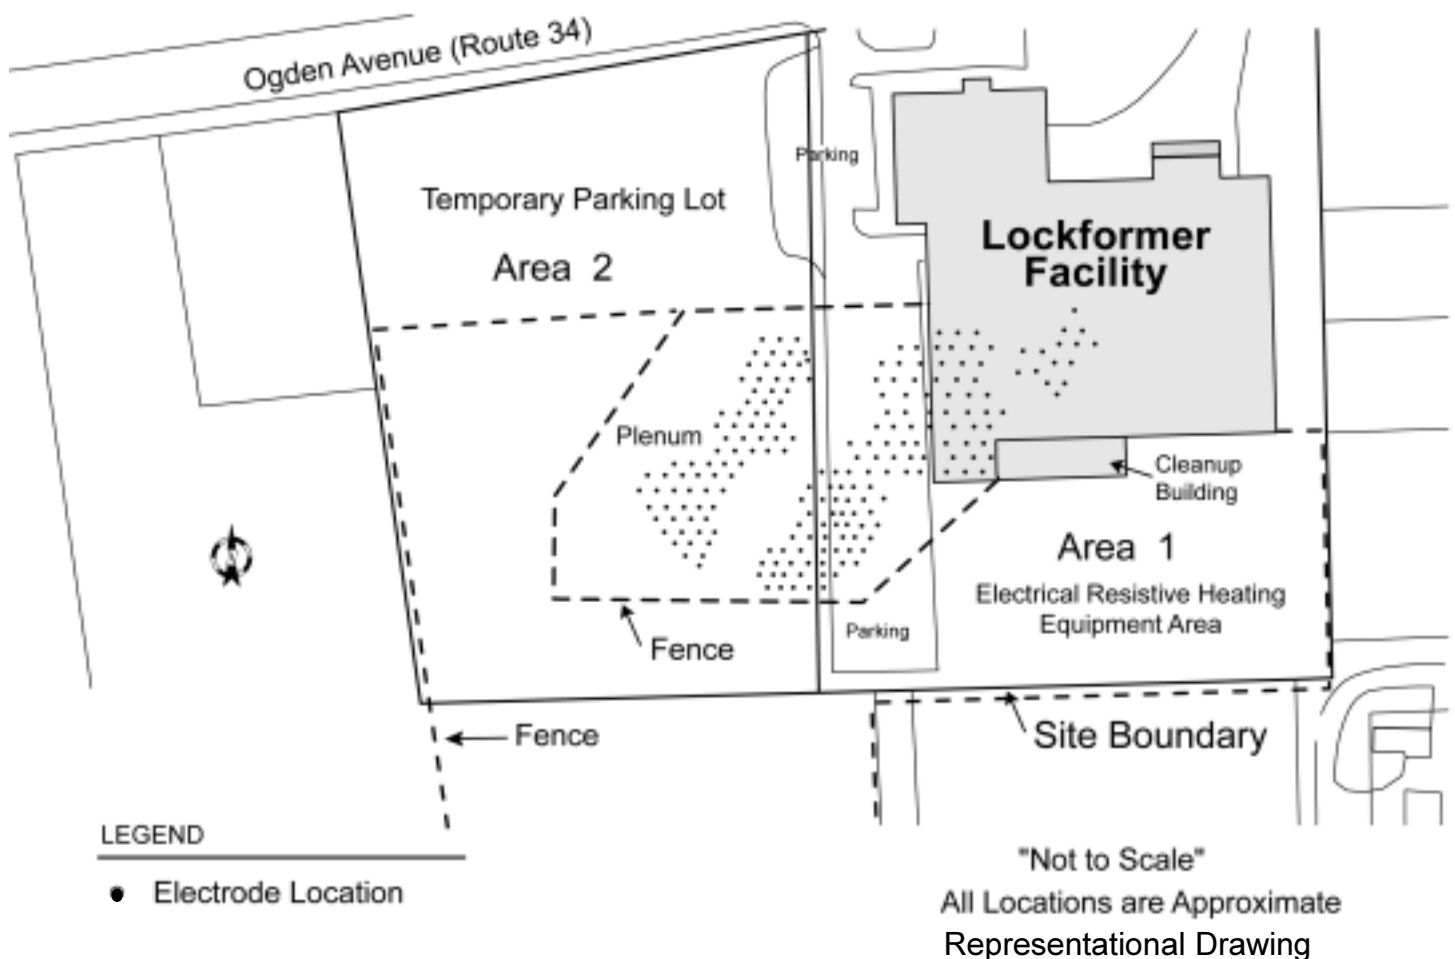 Ogden Avenue (Route 34)
Parking
Temporary Parking Lot
Area 2
Lockformer
Facility
Plenum
Cleanup
Building
Area 1
Electrical Resistive Heating
Equipment Area
Parking
Fence
Fence
Site Boundary
LEGEND
Electrode Location
"Not to Scale"
All Locations are Approximate
Representational Drawing